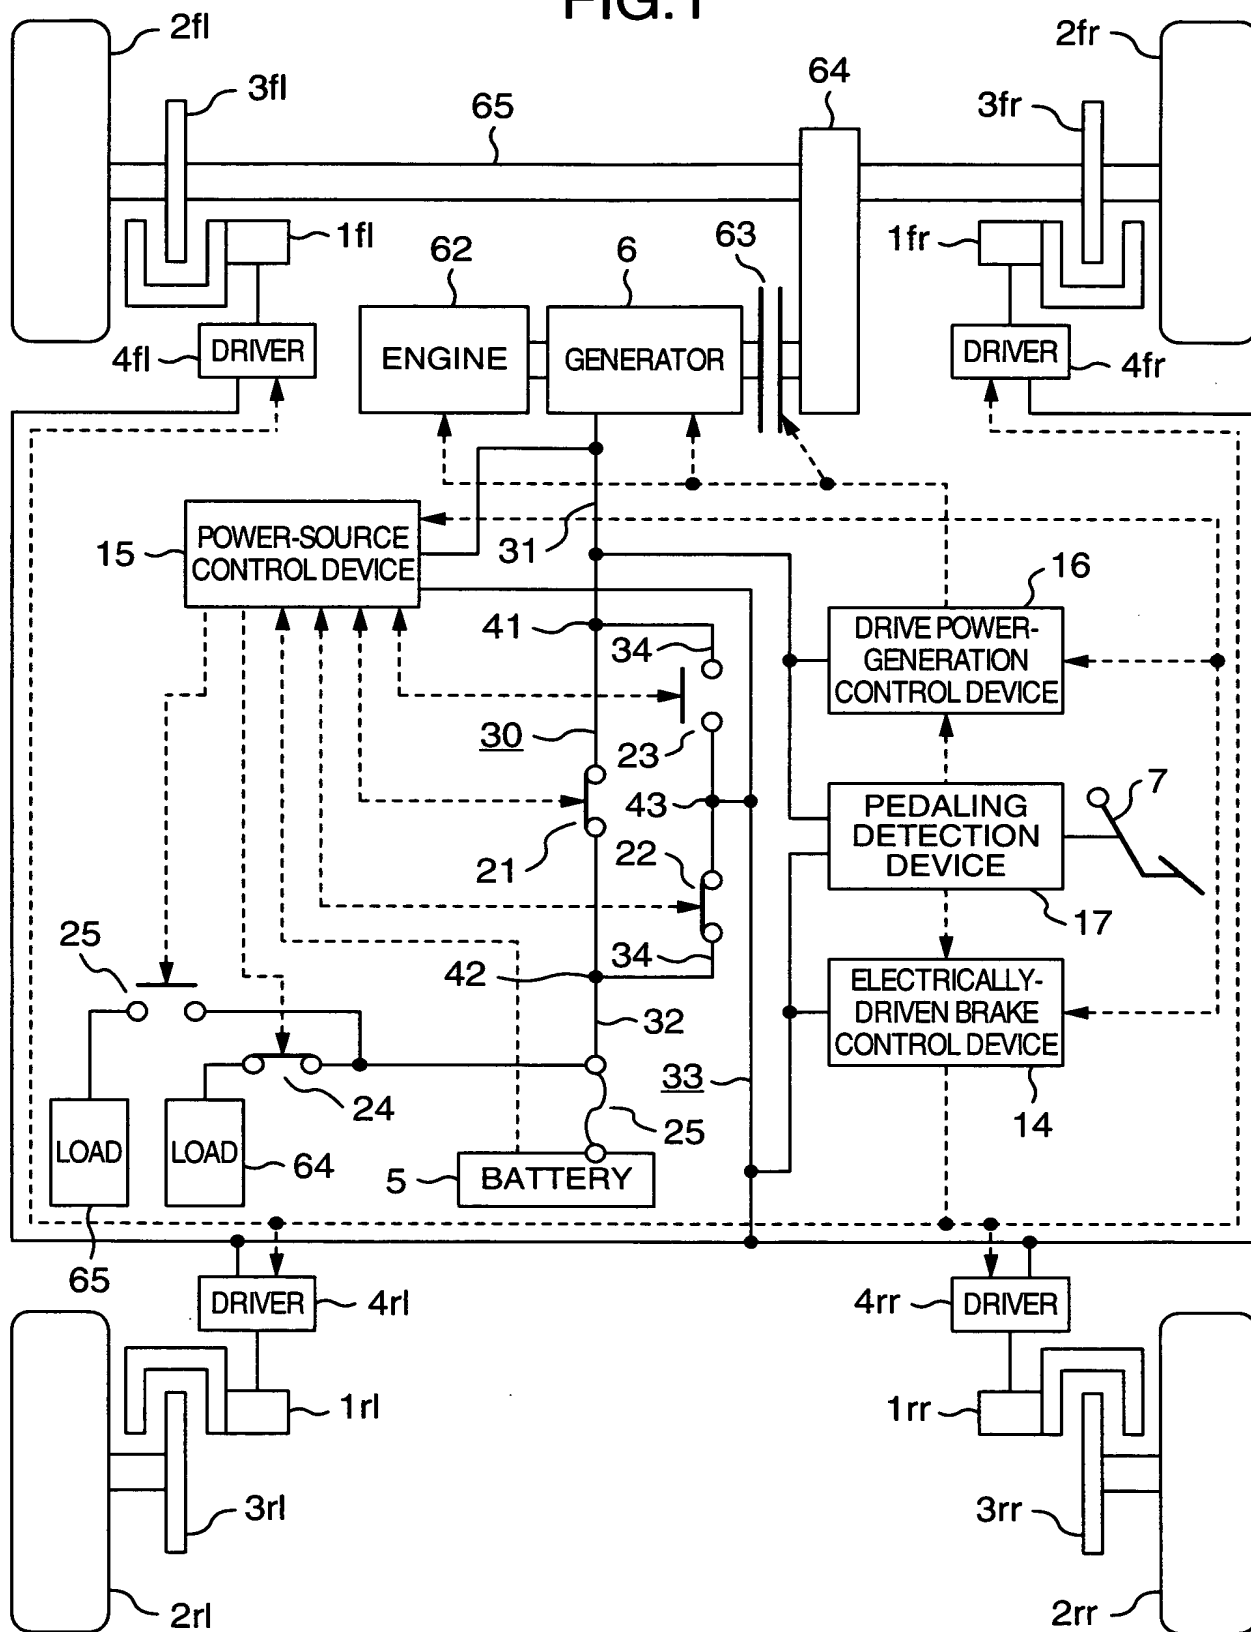 FIG.1
2fl
2fr
3fl
65
64
3fr
1fl
62
6
63
1fr
4fl
DRIVER
ENGINE
GENERATOR
DRIVER
4fr
15
POWER-SOURCE
CONTROL DEVICE
31
16
41
34
DRIVE POWER-
GENERATION
CONTROL DEVICE
30
23
43
7
PEDALING
DETECTION
DEVICE
21
22
17
25
42
34
32
ELECTRICALLY-
DRIVEN BRAKE
CONTROL DEVICE
33
24
25
14
LOAD
LOAD
64
5
BATTERY
65
DRIVER
4rl
4rr
DRIVER
1rl
1rr
3rl
3rr
2rl
2rr